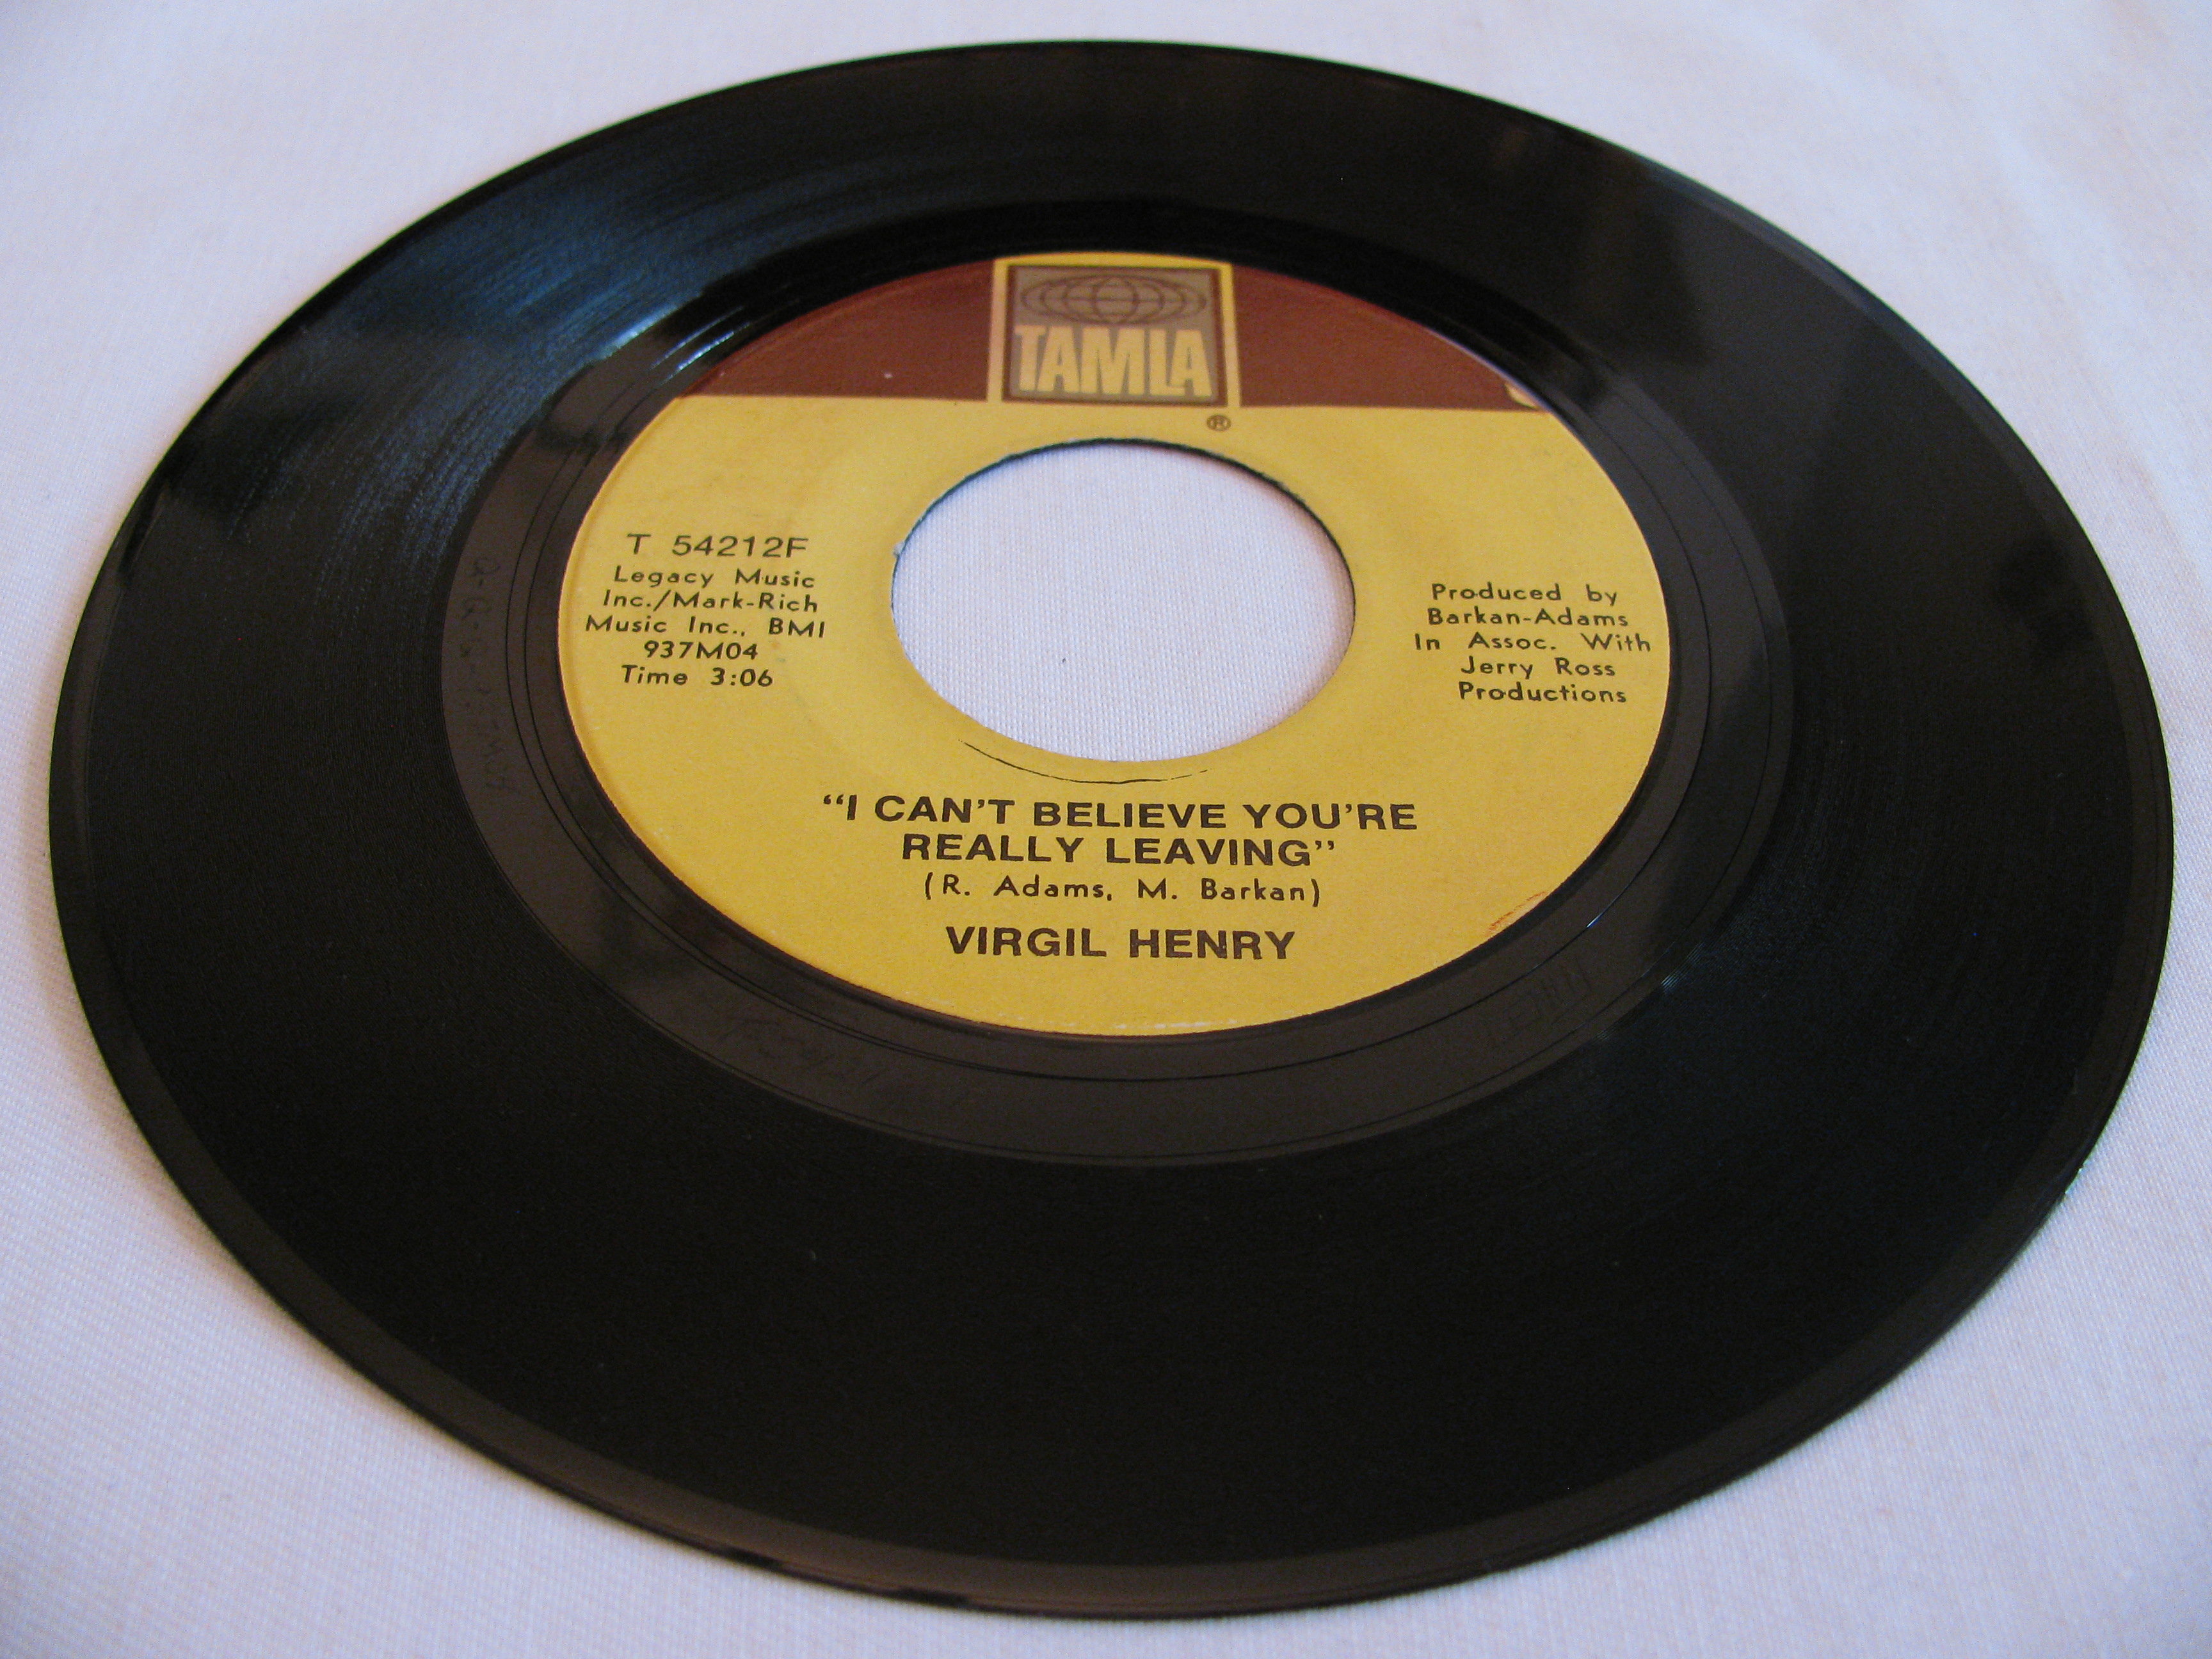 TAMLA
®
T 54212F
Legacy Music
Inc./Mark-Rich
Music Inc., BMI
937M04
Time 3:06
Produced by
Barkan-Adams
In Assoc. With
Jerry Ross
Productions
"I CAN'T BELIEVE YOU'RE
REALLY LEAVING"
(R. Adams, M. Barkan)
VIRGIL HENRY